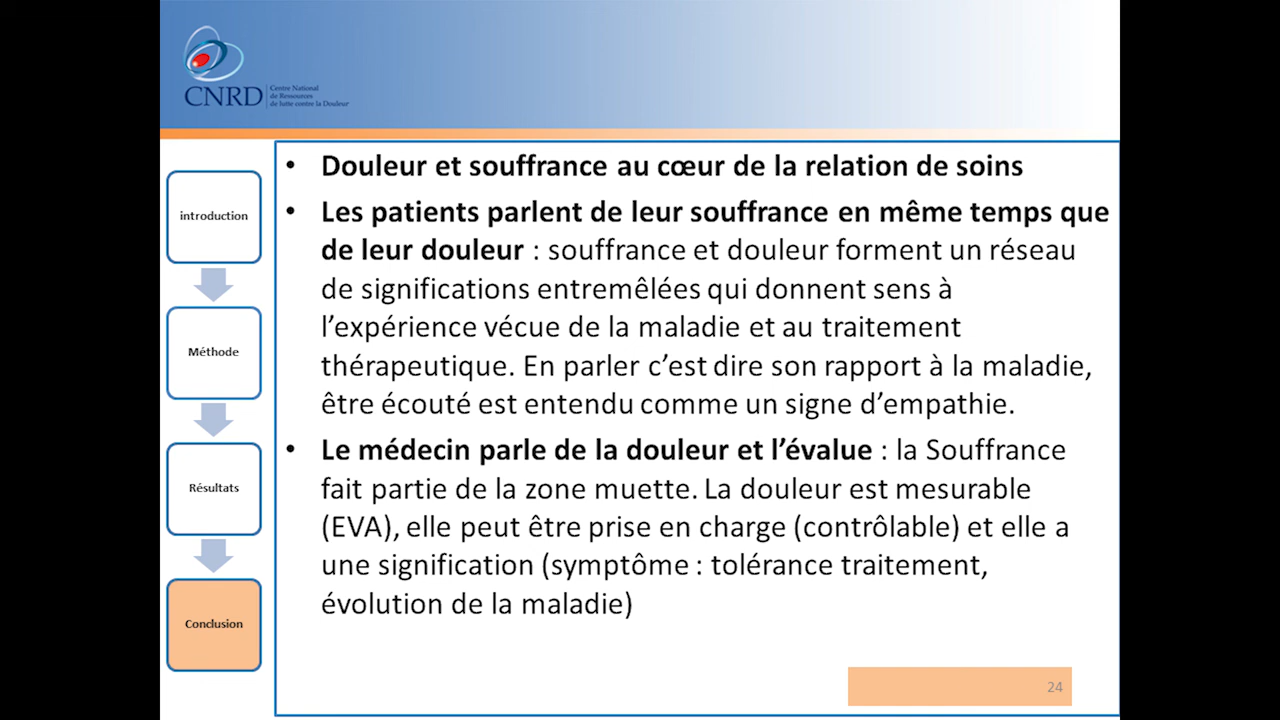 CNRD
Centre National
de Ressources
de lutte contre la Douleur
introduction
Méthode
Résultats
Conclusion
• Douleur et souffrance au cœur de la relation de soins
• Les patients parlent de leur souffrance en même temps que
de leur douleur : souffrance et douleur forment un réseau
de significations entremêlées qui donnent sens à
l’expérience vécue de la maladie et au traitement
thérapeutique. En parler c’est dire son rapport à la maladie,
être écouté est entendu comme un signe d’empathie.
• Le médecin parle de la douleur et l’évalue : la Souffrance
fait partie de la zone muette. La douleur est mesurable
(EVA), elle peut être prise en charge (contrôlable) et elle a
une signification (symptôme : tolérance traitement,
évolution de la maladie)
24